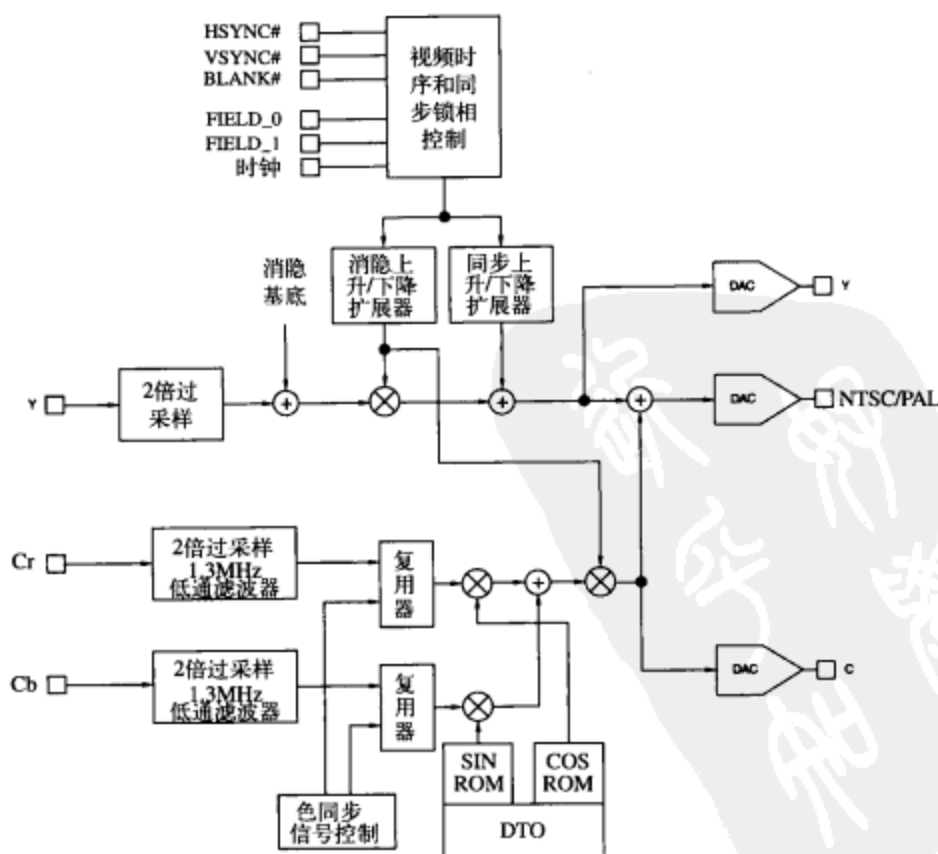 HSYNC#
VSYNC#
BLANK#
FIELD_0
FIELD_1
时钟
视频时
序和同
步锁相
控制
消隐
基底
消隐上
升/下降
扩展器
同步上
升/下降
扩展器
DAC
Y
Y
2倍过
采样
DAC
NTSC/PAL
Cr
2倍过采样
1.3MHz
低通滤波器
复
用
器
Cb
2倍过采样
1.3MHz
低通滤波器
复
用
器
DAC
C
SIN
ROM
COS
ROM
色同步
信号控制
DTO